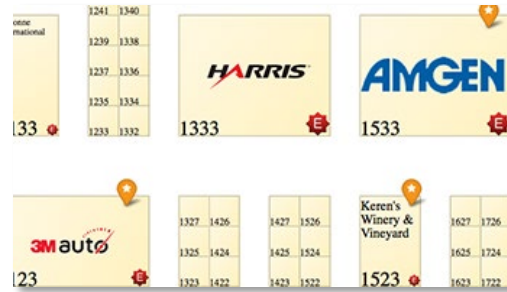 onne
rnational
133 E
1241 1340
1239 1338
1237 1336
1235 1334
1233 1332
HARRIS
1333 E
AMGEN
1533 E
3M auto
123 E
1327 1426
1325 1424
1323 1422
1427 1526
1425 1524
1423 1522
Keren's
Winery &
Vineyard
1523
1627 1726
1625 1724
1623 1722